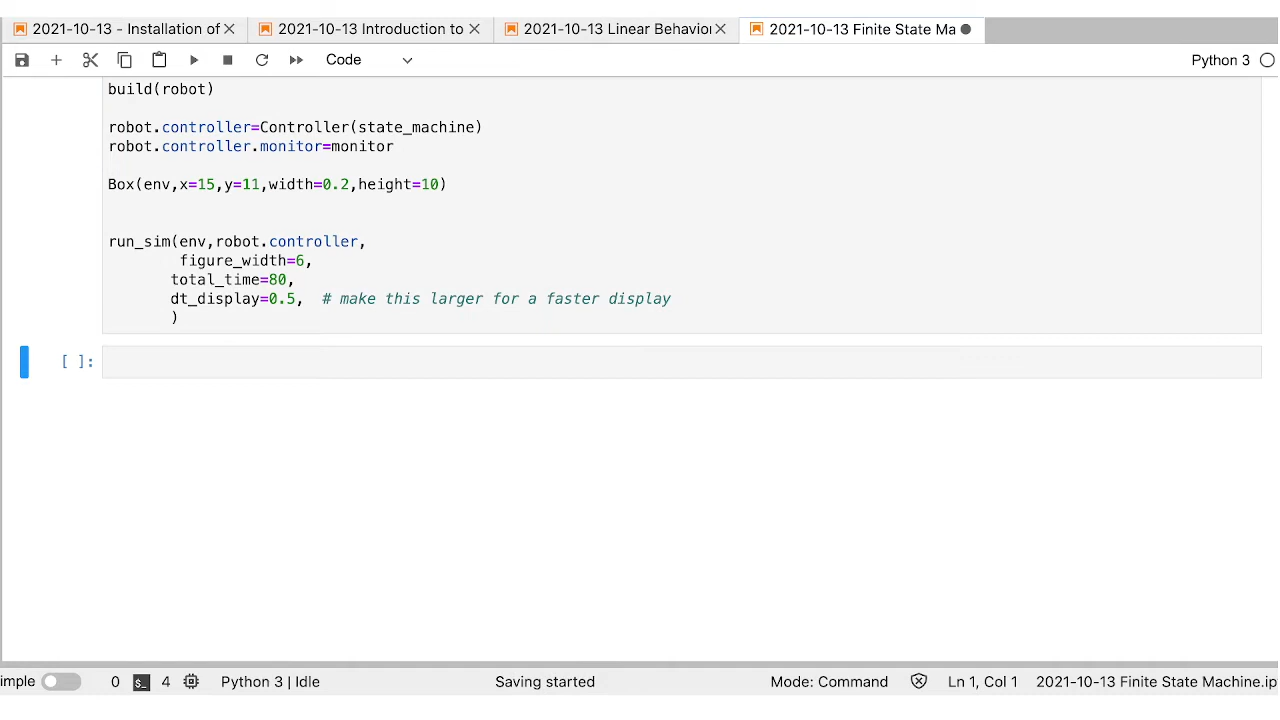 2021-10-13 - Installation of
2021-10-13 Introduction to
2021-10-13 Linear Behavior
2021-10-13 Finite State Ma
Code
Python 3
build(robot)
robot.controller=Controller(state_machine)
robot.controller.monitor=monitor
Box(env,x=15,y=11,width=0.2,height=10)
run_sim(env,robot.controller,
figure_width=6,
total_time=80,
dt_display=0.5,  # make this larger for a faster display
)
[ ]:
imple 0 $_ 4 Python 3 | Idle Saving started Mode: Command Ln 1, Col 1 2021-10-13 Finite State Machine.ip